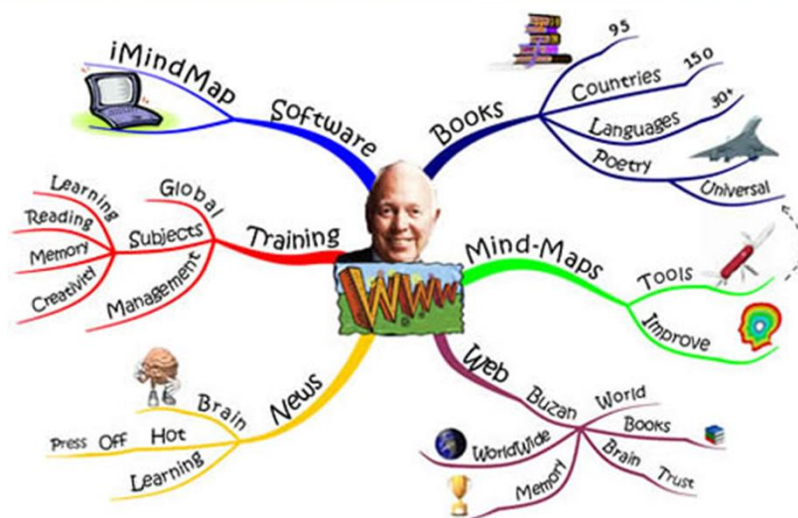 iMindMap
Software
Books
95
Countries 150
Languages 30+
Poetry
Universal
Training
Global
Subjects
Learning
Reading
Memory
Creativity
Management
Mind-Maps
Tools
Improve
WWW
News
Brain
Press Off Hot
Learning
Web
Buzan
World
Books
Brain Trust
WorldWide
Memory